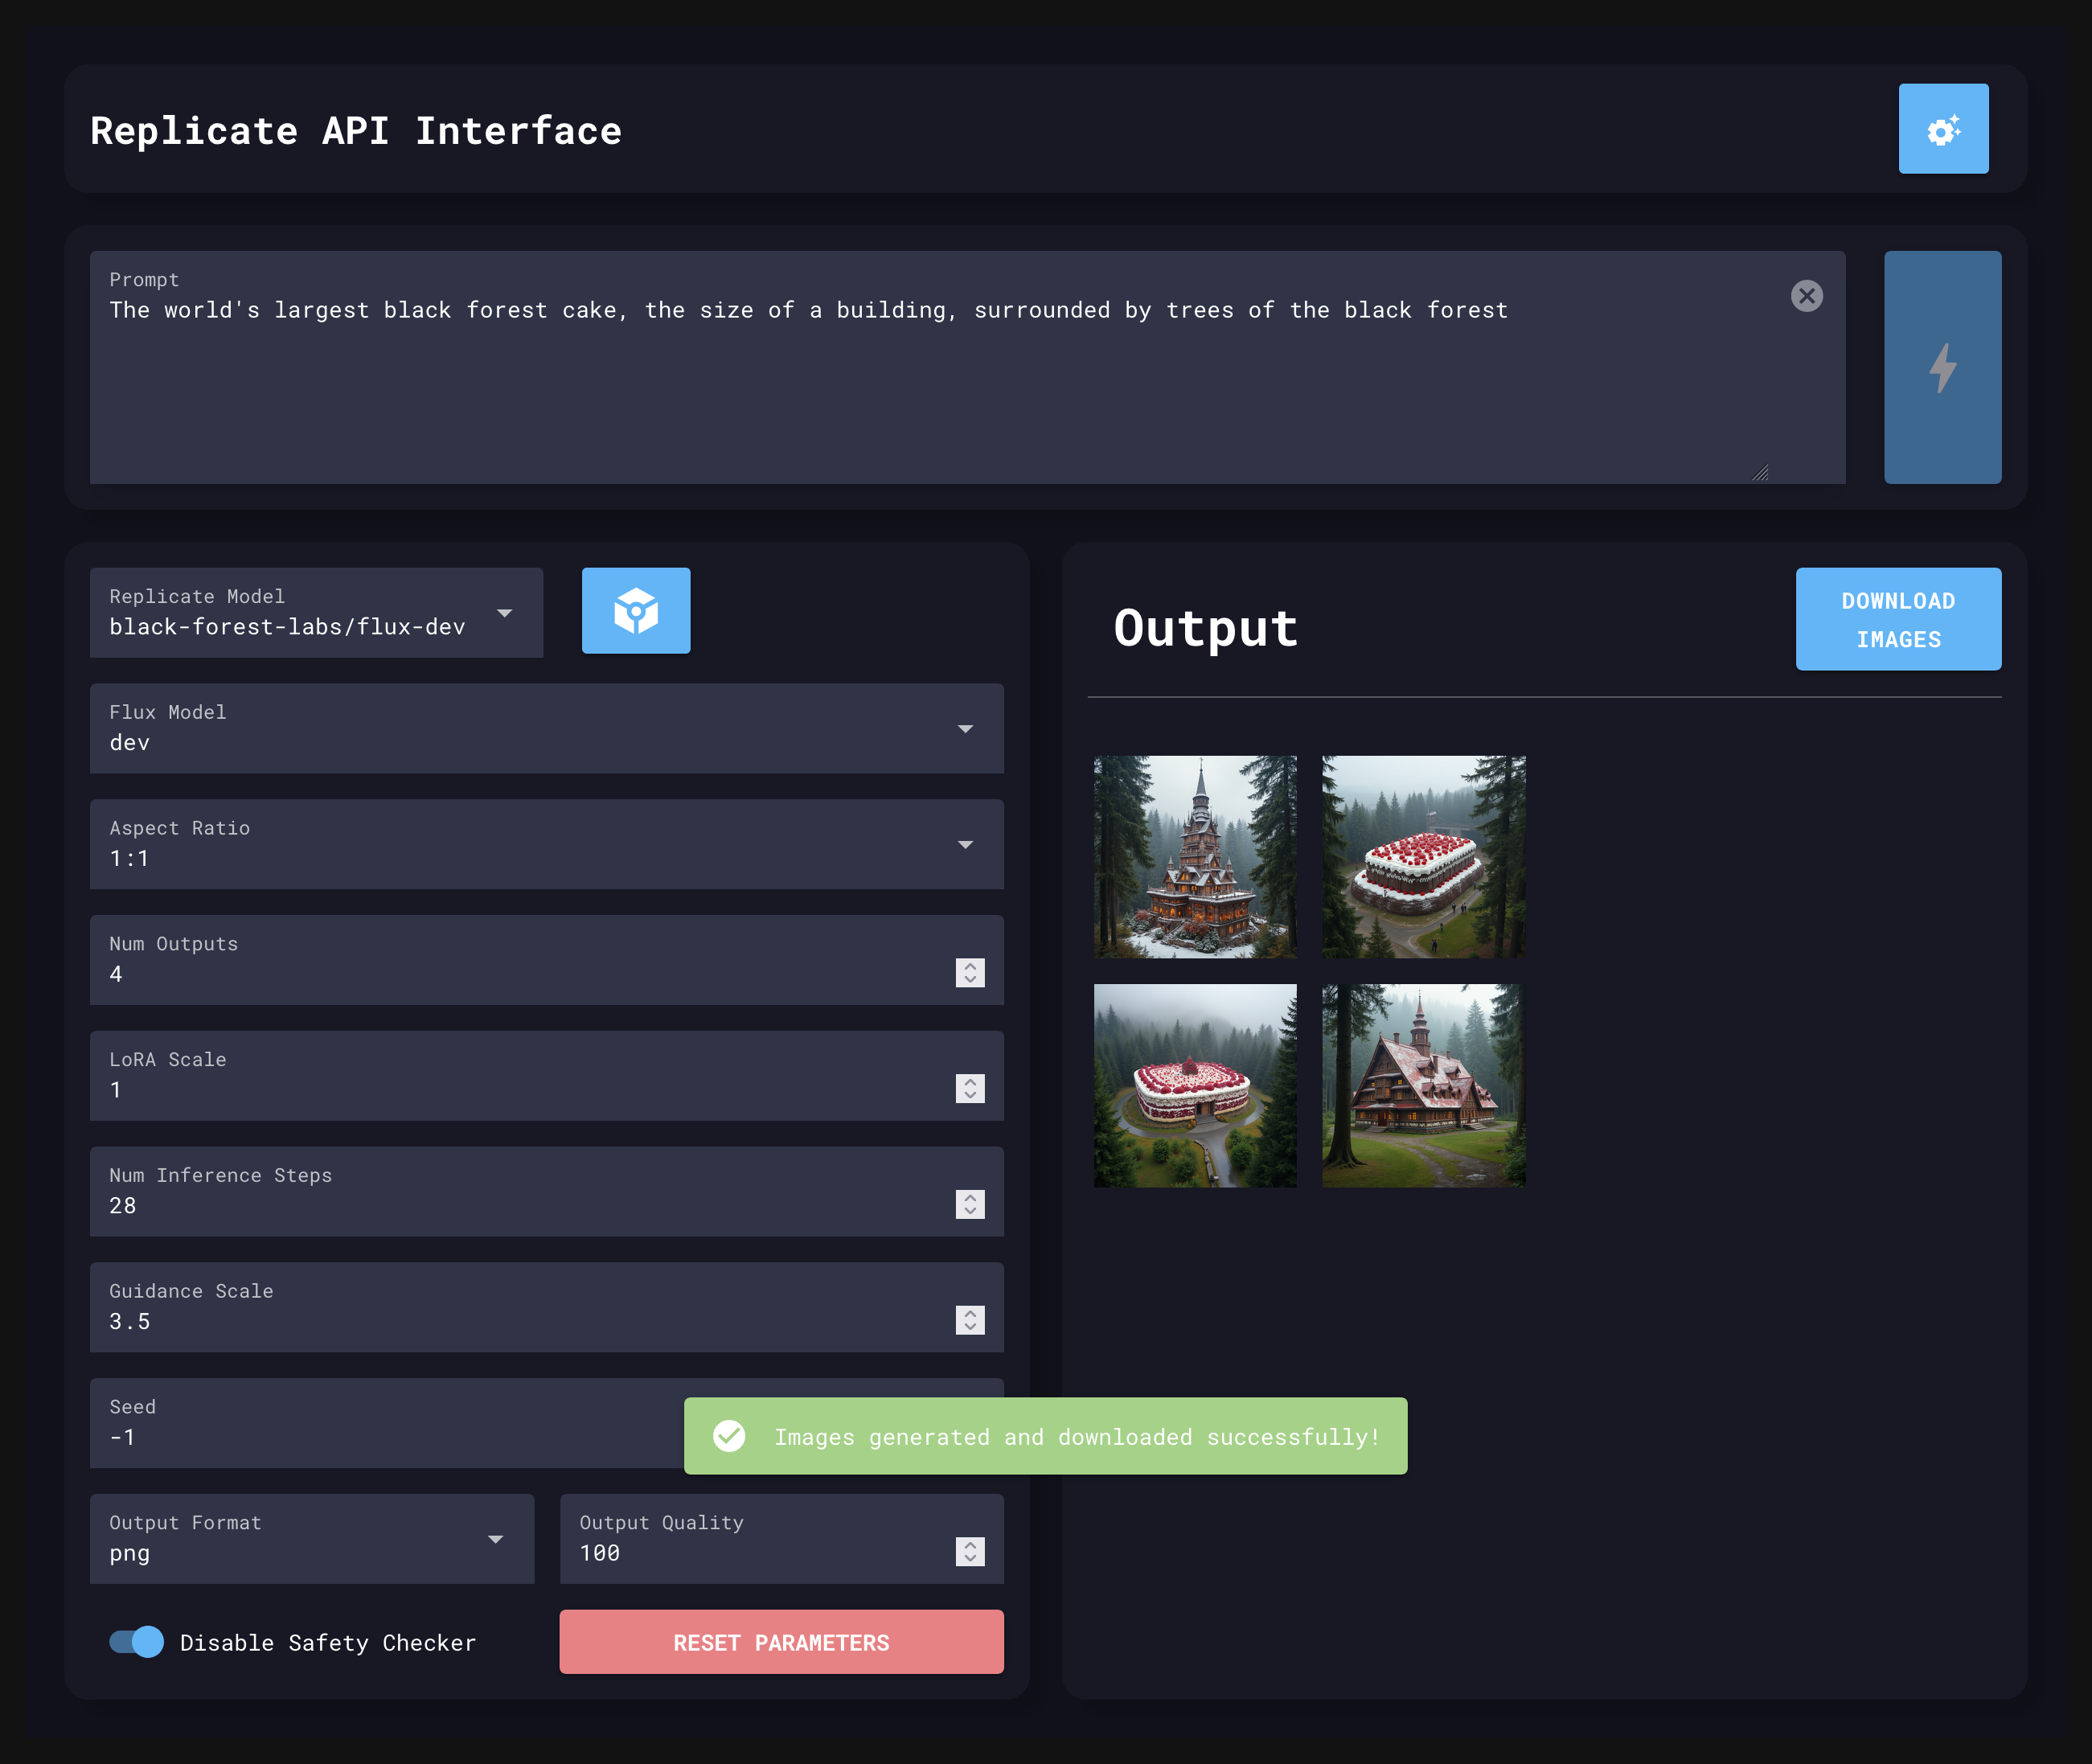 Replicate API Interface
Prompt
The world's largest black forest cake, the size of a building, surrounded by trees of the black forest
Replicate Model
black-forest-labs/flux-dev
Flux Model
dev
Aspect Ratio
1:1
Num Outputs
4
LoRA Scale
1
Num Inference Steps
28
Guidance Scale
3.5
Seed
-1
Output Format
png
Output Quality
100
Disable Safety Checker
RESET PARAMETERS
Output
DOWNLOAD
IMAGES
Images generated and downloaded successfully!